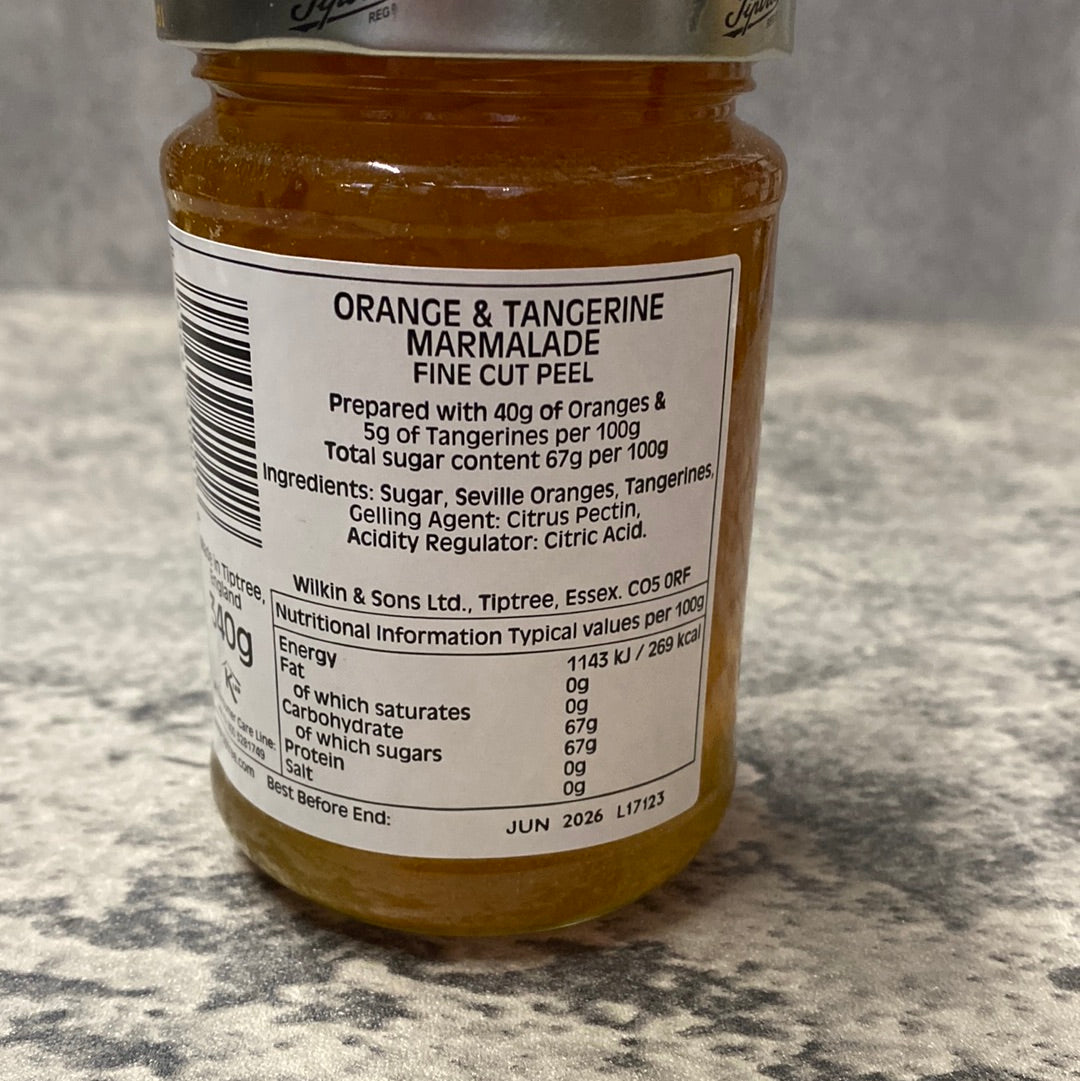 Tiptree
REG
ORANGE & TANGERINE
MARMALADE
FINE CUT PEEL
Prepared with 40g of Oranges &
5g of Tangerines per 100g
Total sugar content 67g per 100g
Ingredients: Sugar, Seville Oranges, Tangerines,
Gelling Agent: Citrus Pectin,
Acidity Regulator: Citric Acid.
Wilkin & Sons Ltd., Tiptree, Essex. CO5 0RF
Nutritional Information Typical values per 100g
Energy 1143 kJ / 269 kcal
Fat 0g
of which saturates 0g
Carbohydrate 67g
of which sugars 67g
Protein 0g
Salt 0g
Best Before End: JUN 2026 L17123
in Tiptree,
England
340g
K
Care Line: